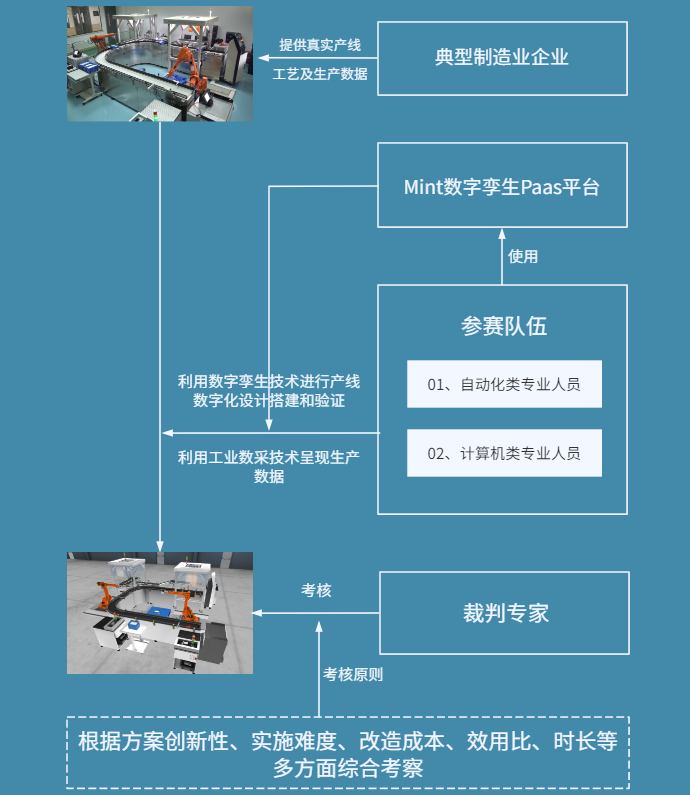 提供真实产线
工艺及生产数据
典型制造业企业
Mint数字孪生Paas平台
使用
参赛队伍
01、自动化类专业人员
02、计算机类专业人员
利用数字孪生技术进行产线
数字化设计搭建和验证
利用工业数采技术呈现生产
数据
考核
裁判专家
考核原则
根据方案创新性、实施难度、改造成本、效用比、时长等
多方面综合考察